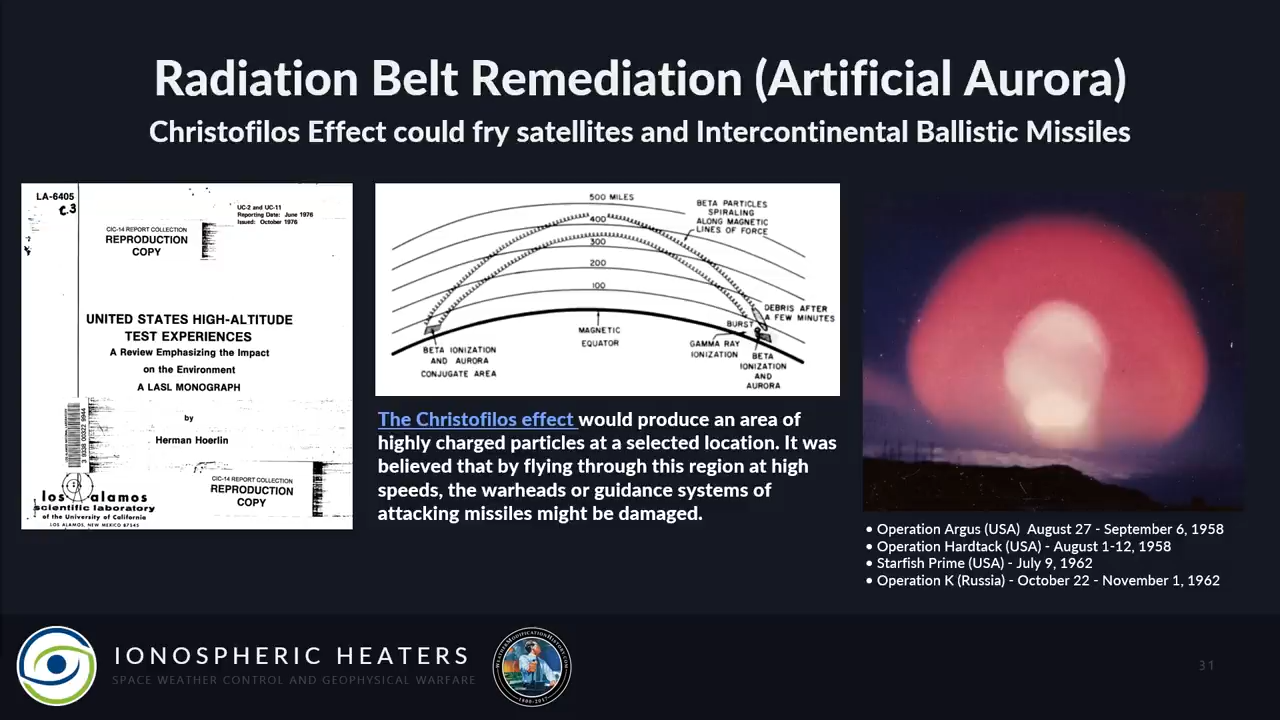 Radiation Belt Remediation (Artificial Aurora)
Christofilos Effect could fry satellites and Intercontinental Ballistic Missiles
LA-6405
C.3
UC-2 and UC-11
Reporting Date: June 1976
Issued: October 1976
CIC-14 REPORT COLLECTION
REPRODUCTION
COPY
UNITED STATES HIGH-ALTITUDE
TEST EXPERIENCES
A Review Emphasizing the Impact
on the Environment
A LASL MONOGRAPH
by
Herman Hoerlin
CIC-14 REPORT COLLECTION
REPRODUCTION
COPY
los alamos
scientific laboratory
of the University of California
LOS ALAMOS, NEW MEXICO 87545
500 MILES
400
300
200
100
BETA PARTICLES
SPIRALING
ALONG MAGNETIC
LINES OF FORCE
DEBRIS AFTER
A FEW MINUTES
BURST
MAGNETIC
EQUATOR
GAMMA RAY
IONIZATION
BETA
IONIZATION
AND
AURORA
BETA IONIZATION
AND AURORA
CONJUGATE AREA
The Christofilos effect would produce an area of
highly charged particles at a selected location. It was
believed that by flying through this region at high
speeds, the warheads or guidance systems of
attacking missiles might be damaged.
• Operation Argus (USA) August 27 - September 6, 1958
• Operation Hardtack (USA) - August 1-12, 1958
• Starfish Prime (USA) - July 9, 1962
• Operation K (Russia) - October 22 - November 1, 1962
IONOSPHERIC HEATERS
SPACE WEATHER CONTROL AND GEOPHYSICAL WARFARE
WEATHERMODIFICATIONHISTORY.COM
31